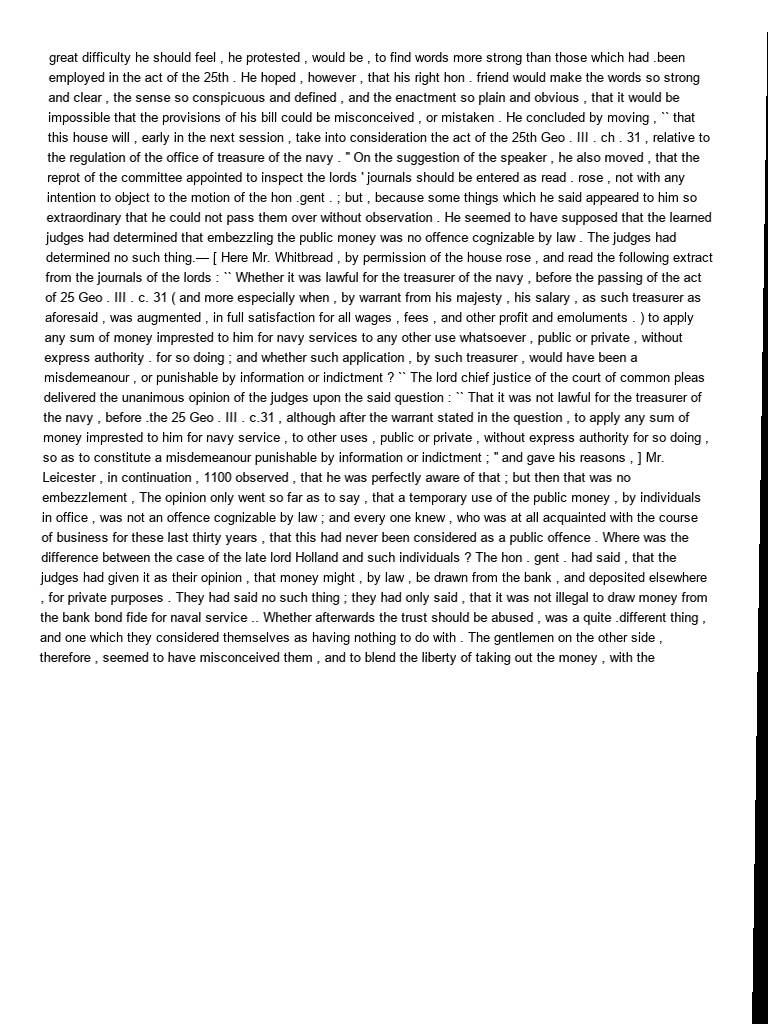 great difficulty he should feel , he protested , would be , to find words more strong than those which had .been
employed in the act of the 25th . He hoped , however , that his right hon . friend would make the words so strong
and clear , the sense so conspicuous and defined , and the enactment so plain and obvious , that it would be
impossible that the provisions of his bill could be misconceived , or mistaken . He concluded by moving , `` that
this house will , early in the next session , take into consideration the act of the 25th Geo . III . ch . 31 , relative to
the regulation of the office of treasure of the navy . " On the suggestion of the speaker , he also moved , that the
reprot of the committee appointed to inspect the lords ' journals should be entered as read . rose , not with any
intention to object to the motion of the hon .gent . ; but , because some things which he said appeared to him so
extraordinary that he could not pass them over without observation . He seemed to have supposed that the learned
judges had determined that embezzling the public money was no offence cognizable by law . The judges had
determined no such thing.— [ Here Mr. Whitbread , by permission of the house rose , and read the following extract
from the journals of the lords : `` Whether it was lawful for the treasurer of the navy , before the passing of the act
of 25 Geo . III . c. 31 ( and more especially when , by warrant from his majesty , his salary , as such treasurer as
aforesaid , was augmented , in full satisfaction for all wages , fees , and other profit and emoluments . ) to apply
any sum of money imprested to him for navy services to any other use whatsoever , public or private , without
express authority . for so doing ; and whether such application , by such treasurer , would have been a
misdemeanour , or punishable by information or indictment ? `` The lord chief justice of the court of common pleas
delivered the unanimous opinion of the judges upon the said question : `` That it was not lawful for the treasurer of
the navy , before .the 25 Geo . III . c.31 , although after the warrant stated in the question , to apply any sum of
money imprested to him for navy service , to other uses , public or private , without express authority for so doing ,
so as to constitute a misdemeanour punishable by information or indictment ; " and gave his reasons , ] Mr.
Leicester , in continuation , 1100 observed , that he was perfectly aware of that ; but then that was no
embezzlement , The opinion only went so far as to say , that a temporary use of the public money , by individuals
in office , was not an offence cognizable by law ; and every one knew , who was at all acquainted with the course
of business for these last thirty years , that this had never been considered as a public offence . Where was the
difference between the case of the late lord Holland and such individuals ? The hon . gent . had said , that the
judges had given it as their opinion , that money might , by law , be drawn from the bank , and deposited elsewhere
, for private purposes . They had said no such thing ; they had only said , that it was not illegal to draw money from
the bank bond fide for naval service .. Whether afterwards the trust should be abused , was a quite .different thing ,
and one which they considered themselves as having nothing to do with . The gentlemen on the other side ,
therefore , seemed to have misconceived them , and to blend the liberty of taking out the money , with the